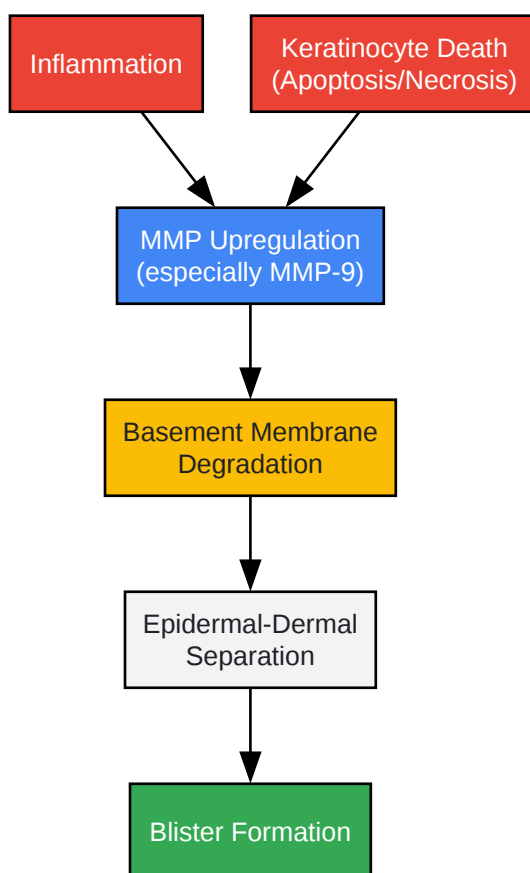 Inflammation
Keratinocyte Death
(Apoptosis/Necrosis)
MMP Upregulation
(especially MMP-9)
Basement Membrane
Degradation
Epidermal-Dermal
Separation
Blister Formation